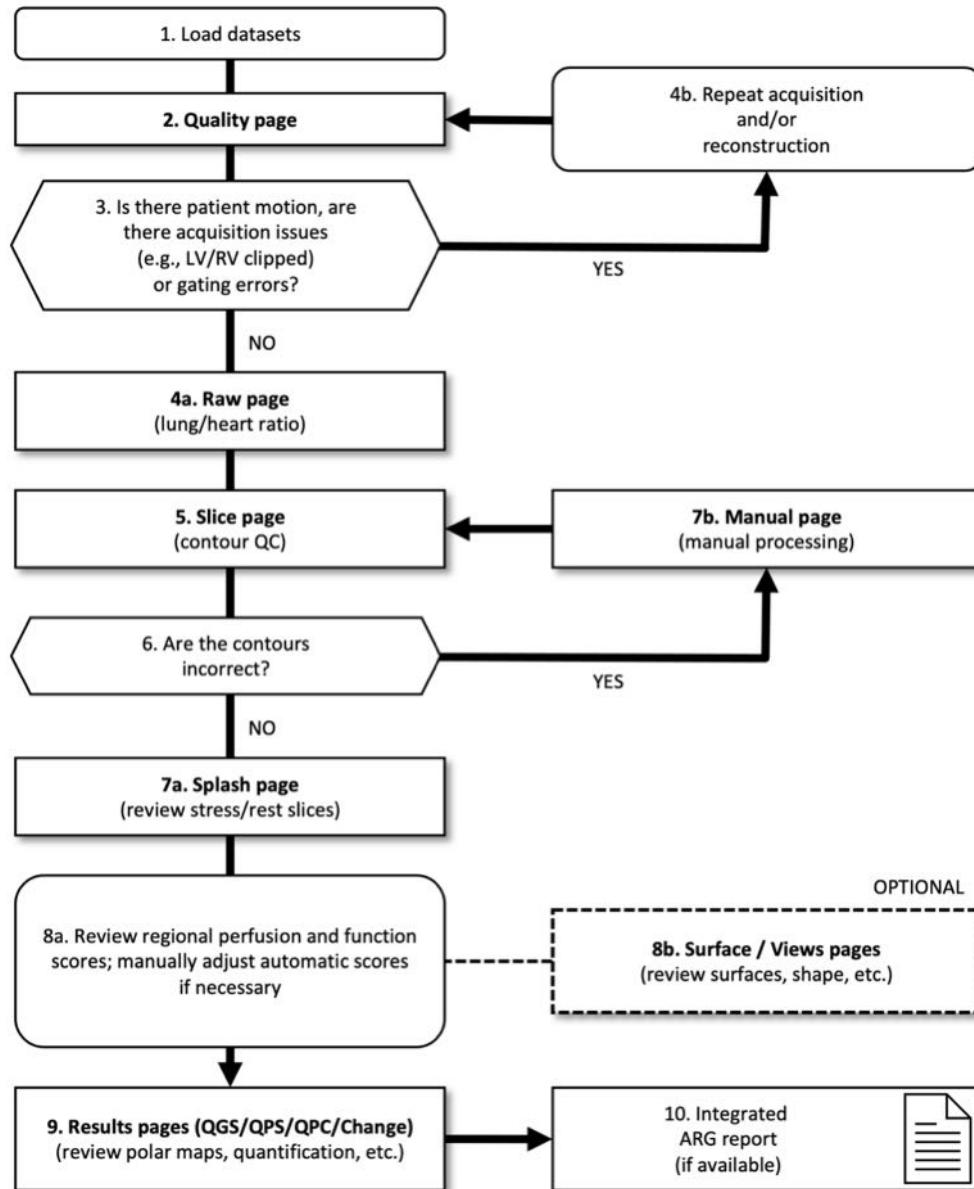 1. Load datasets
2. Quality page
4b. Repeat acquisition
and/or
reconstruction
3. Is there patient motion, are
there acquisition issues
(e.g., LV/RV clipped)
or gating errors?
YES
NO
4a. Raw page
(lung/heart ratio)
5. Slice page
(contour QC)
7b. Manual page
(manual processing)
6. Are the contours
incorrect?
YES
NO
7a. Splash page
(review stress/rest slices)
OPTIONAL
8a. Review regional perfusion and function
scores; manually adjust automatic scores
if necessary
8b. Surface / Views pages
(review surfaces, shape, etc.)
9. Results pages (QGS/QPS/QPC/Change)
(review polar maps, quantification, etc.)
10. Integrated
ARG report
(if available)